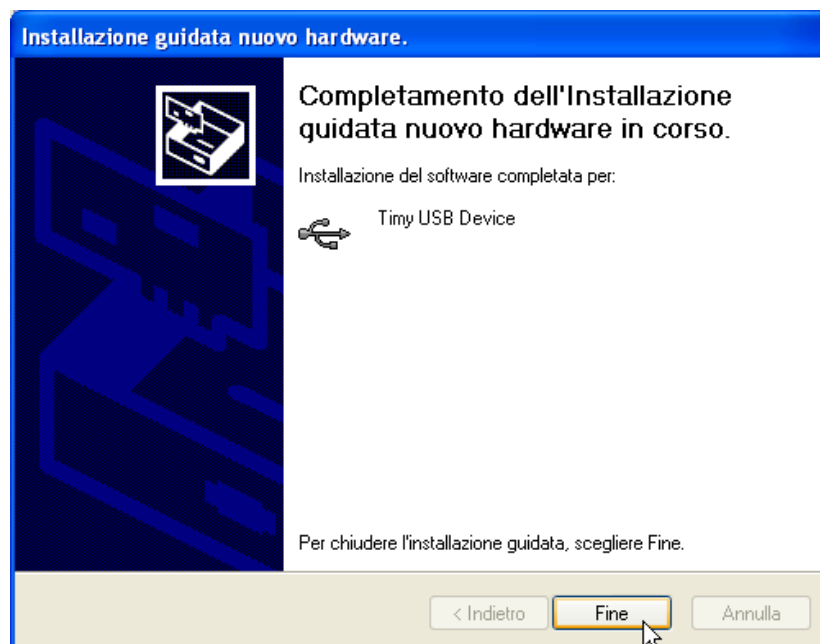 Installazione guidata nuovo hardware.
Completamento dell'Installazione
guidata nuovo hardware in corso.
Installazione del software completata per:
Timy USB Device
Per chiudere l'installazione guidata, scegliere Fine.
< Indietro
Fine
Annulla